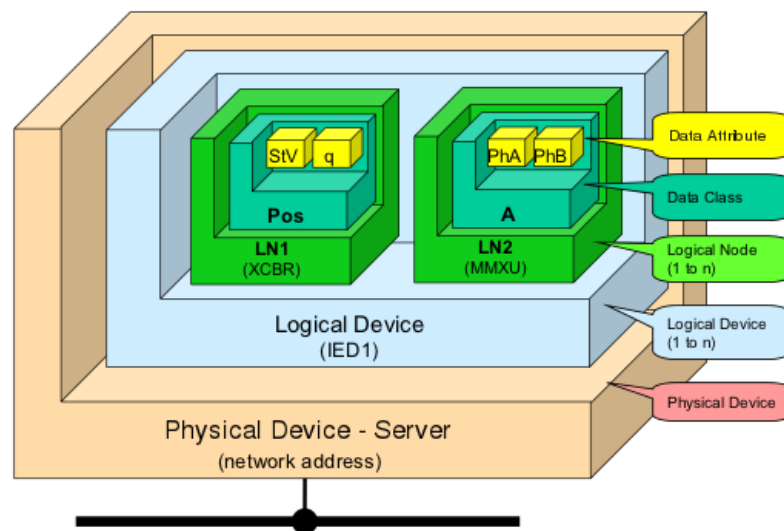 StV
q
PhA
PhB
Data Attribute
Pos
A
Data Class
LN1
(XCBR)
LN2
(MMXU)
Logical Node
(1 to n)
Logical Device
(IED1)
Logical Device
(1 to n)
Physical Device
Physical Device - Server
(network address)